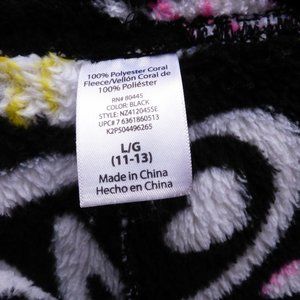 100% Polyester Coral
Fleece/Vellón Coral de
100% Poliéster
RN# 80445
COLOR: BLACK
STYLE: NZ4120455E
UPC# 7 6361860513
K2P504496265
L/G
(11-13)
Made in China
Hecho en China